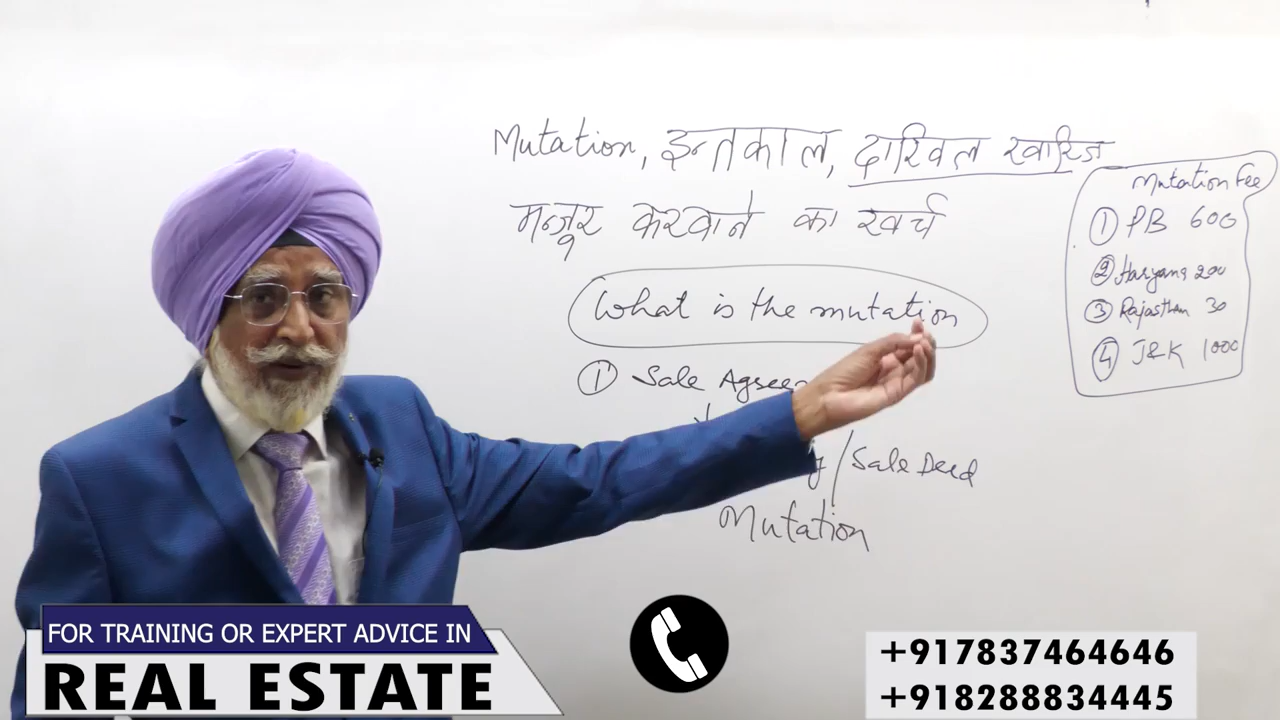 Mutation, इन्तकाल, दाखिल खारिज
मन्जूर करवाने का खर्च
What is the mutation
① Sale Agree
/ Sale Deed
Mutation
Mutation Fee
① PB 600
② Haryana 200
③ Rajasthan 30
④ J&K 1000
FOR TRAINING OR EXPERT ADVICE IN
REAL ESTATE
+917837464646
+918288834445